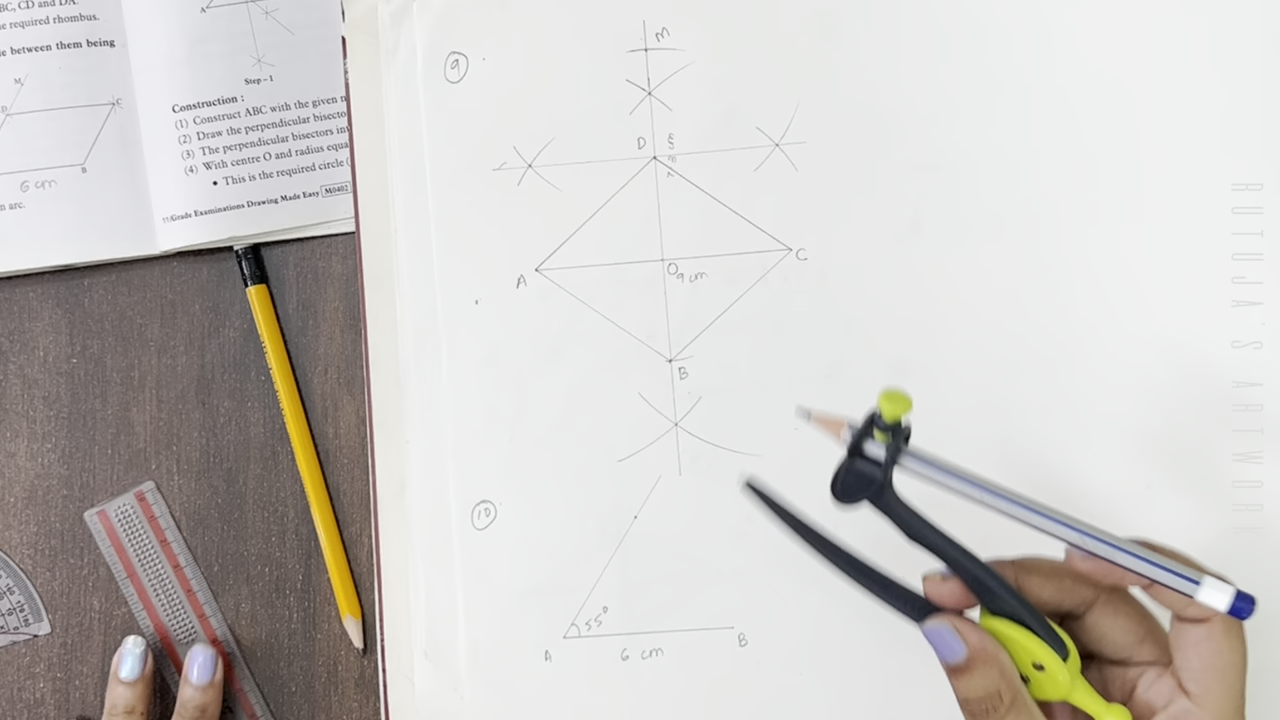 BC, CD and DA.
e required rhombus.
e between them being
M
D
C
B
6 cm
n arc.
A
Step-1
Construction :
(1) Construct ABC with the given
(2) Draw the perpendicular bisecto
(3) The perpendicular bisectors in
(4) With centre O and radius equa
• This is the required circle (
/Grade Examinations Drawing Made Easy M0402
9
M
D
A
O
9 cm
C
B
10
55°
A
6 cm
B
RUTUJA'S ARTWORK